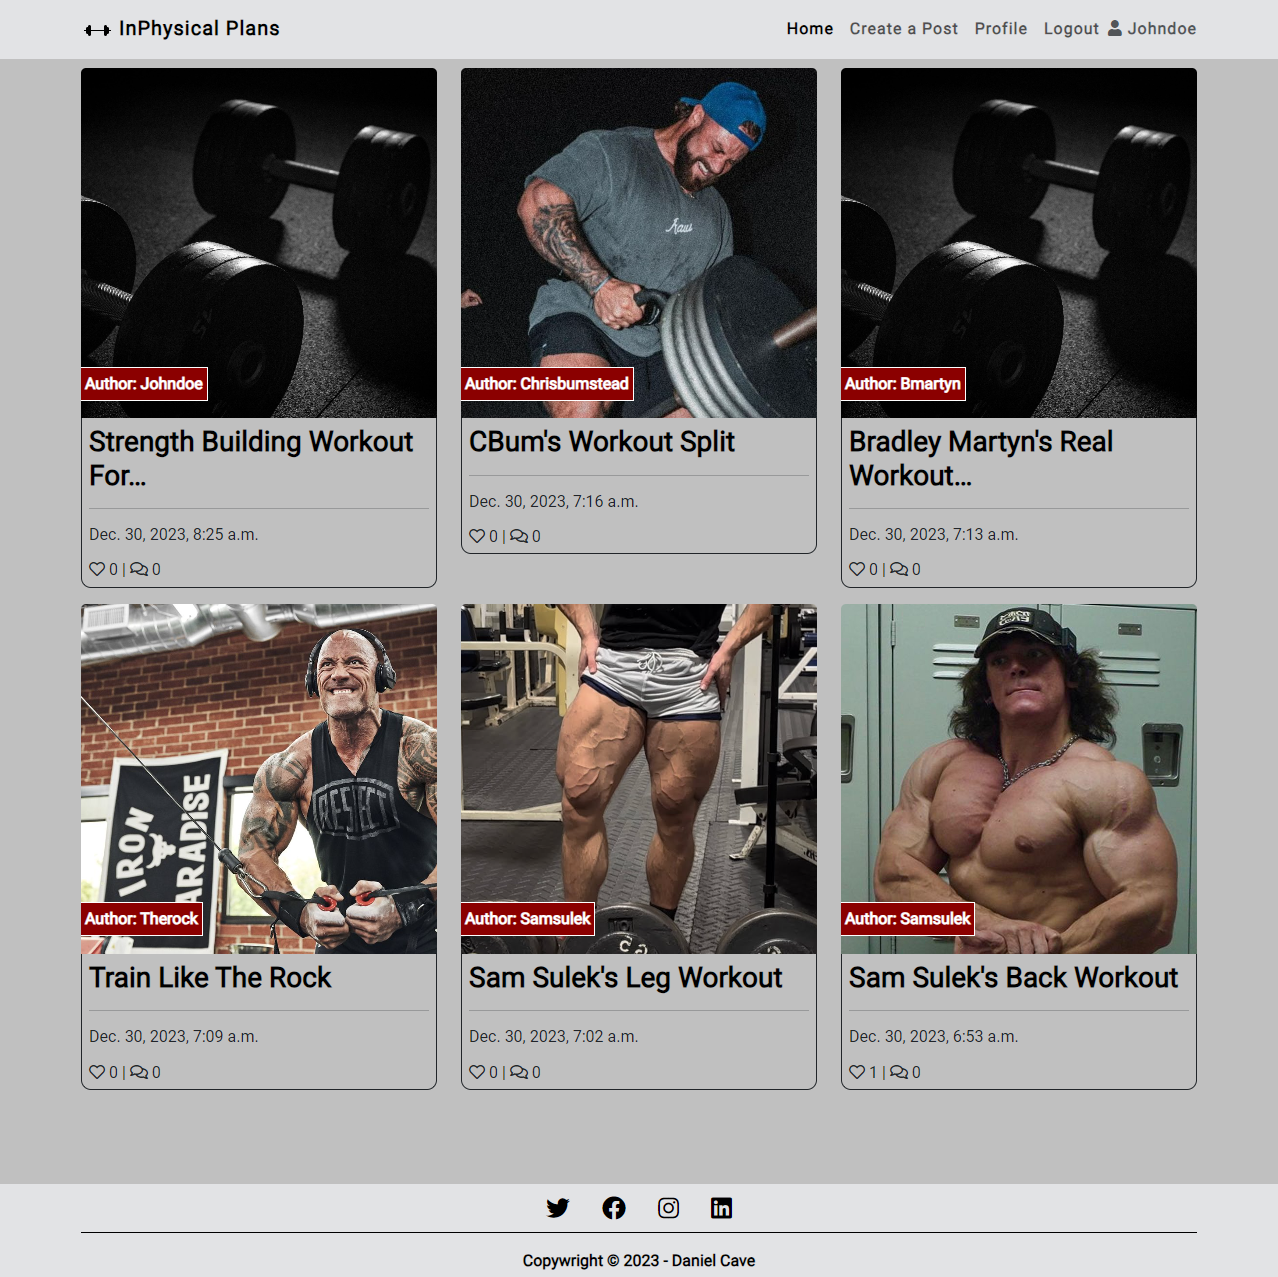 InPhysical Plans
Home Create a Post Profile Logout Johndoe
75
Author: Johndoe
Strength Building Workout
For...
Dec. 30, 2023, 8:25 a.m.
0 | 0
Raw
Author: Chrisbumstead
CBum's Workout Split
Dec. 30, 2023, 7:16 a.m.
0 | 0
75
Author: Bmartyn
Bradley Martyn's Real
Workout...
Dec. 30, 2023, 7:13 a.m.
0 | 0
IRON
ARADISE
RESPECT
Author: Therock
Train Like The Rock
Dec. 30, 2023, 7:09 a.m.
0 | 0
Author: Samsulek
Sam Sulek's Leg Workout
Dec. 30, 2023, 7:02 a.m.
0 | 0
Author: Samsulek
Sam Sulek's Back Workout
Dec. 30, 2023, 6:53 a.m.
1 | 0
Copywright © 2023 - Daniel Cave